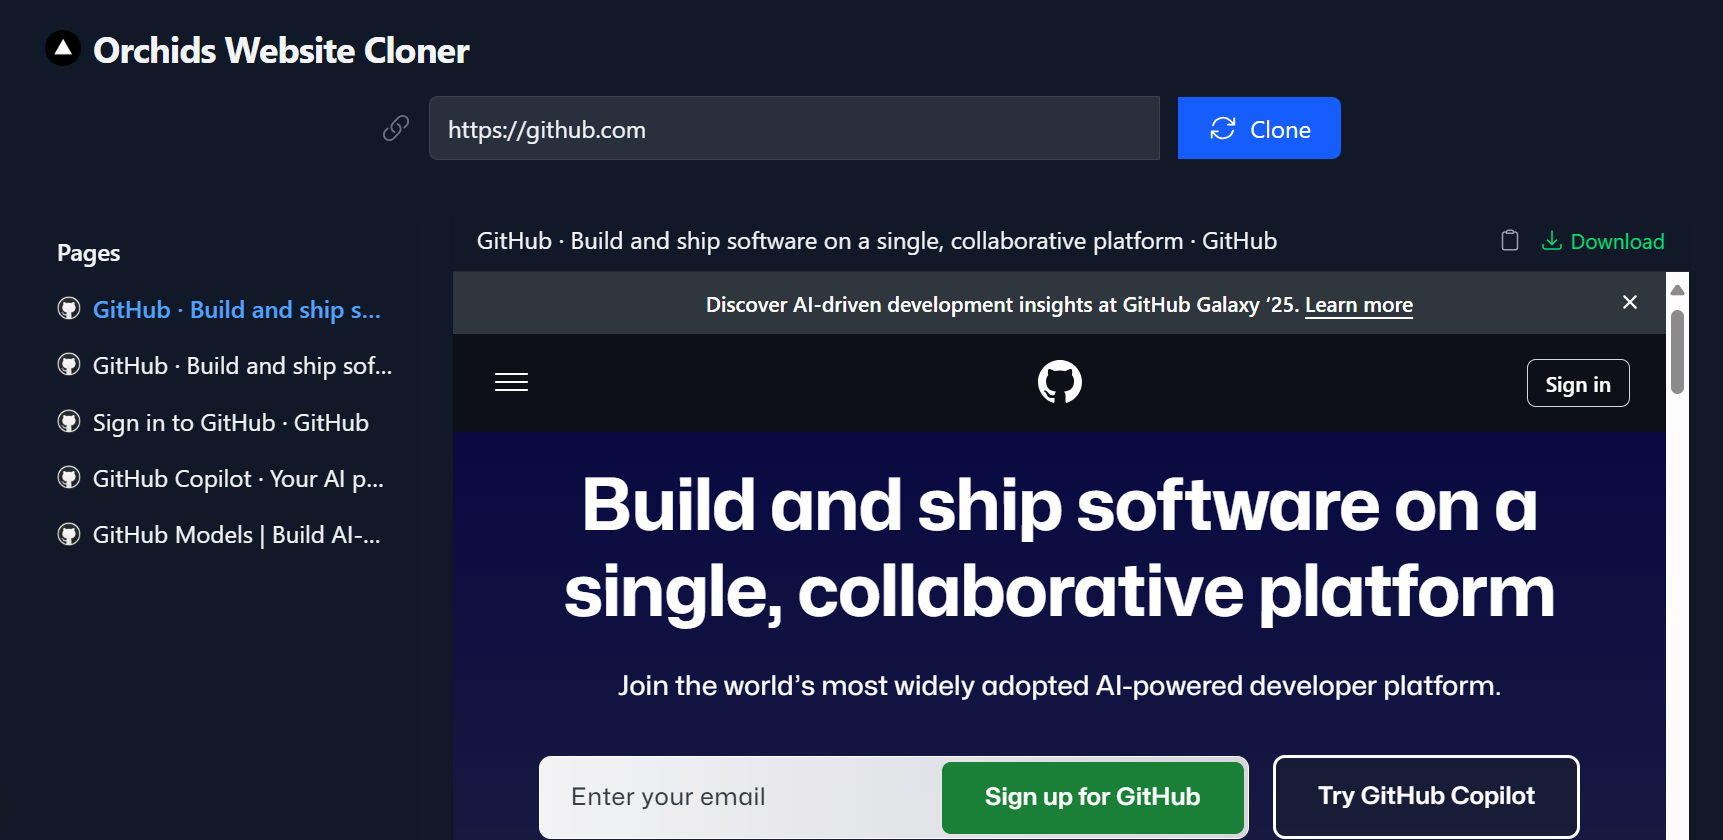 Orchids Website Cloner
https://github.com
Clone
Pages
GitHub · Build and ship s...
GitHub · Build and ship sof...
Sign in to GitHub · GitHub
GitHub Copilot · Your AI p...
GitHub Models | Build AI-...
GitHub · Build and ship software on a single, collaborative platform · GitHub
Download
Discover AI-driven development insights at GitHub Galaxy ‘25. Learn more
Sign in
Build and ship software on a
single, collaborative platform
Join the world’s most widely adopted AI-powered developer platform.
Enter your email
Sign up for GitHub
Try GitHub Copilot